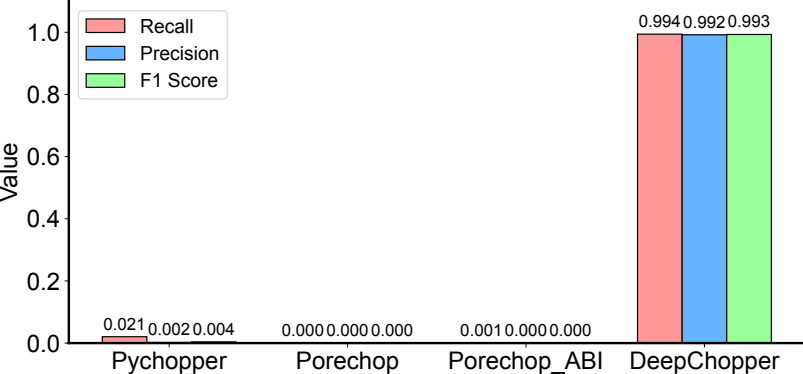 Recall
Precision
F1 Score
Value
1.0
0.8
0.6
0.4
0.2
0.0
0.021 0.002 0.004
0.000 0.000 0.000
0.001 0.000 0.000
0.994 0.992 0.993
Pychopper Porechop Porechop_ABI DeepChopper